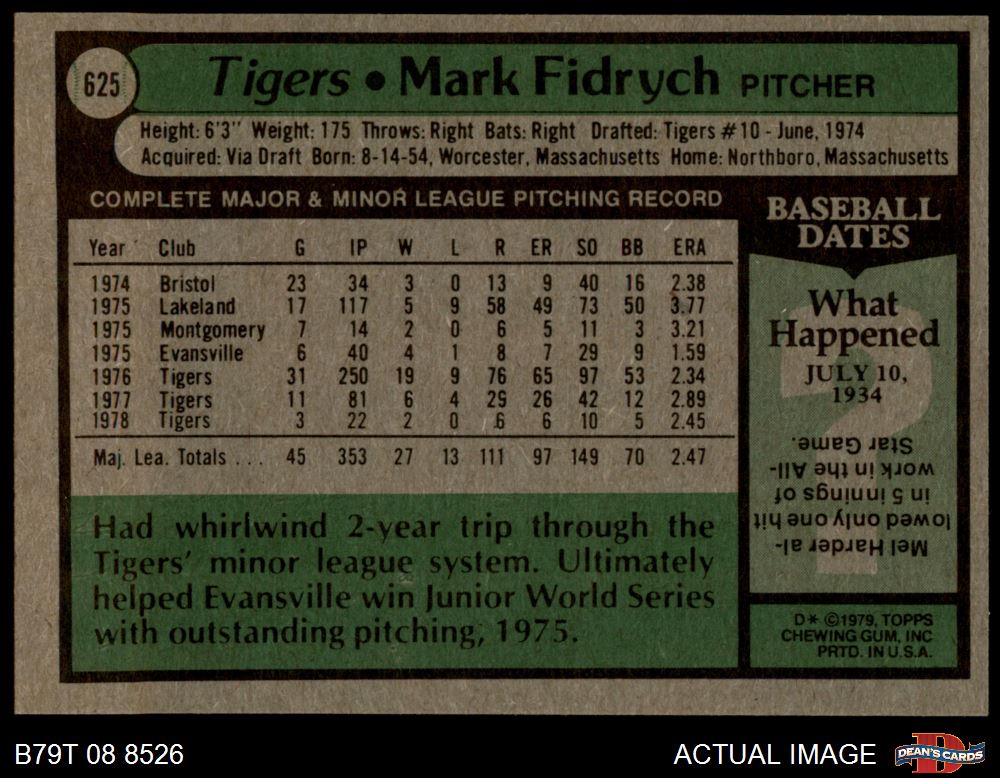 625
Tigers • Mark Fidrych PITCHER
Height: 6'3" Weight: 175 Throws: Right Bats: Right Drafted: Tigers #10 - June, 1974
Acquired: Via Draft Born: 8-14-54, Worcester, Massachusetts Home: Northboro, Massachusetts
COMPLETE MAJOR & MINOR LEAGUE PITCHING RECORD
Year Club G IP W L R ER SO BB ERA
1974 Bristol 23 34 3 0 13 9 40 16 2.38
1975 Lakeland 17 117 5 9 58 49 73 50 3.77
1975 Montgomery 7 14 2 0 6 5 11 3 3.21
1975 Evansville 6 40 4 1 8 7 29 9 1.59
1976 Tigers 31 250 19 9 76 65 97 53 2.34
1977 Tigers 11 81 6 4 29 26 42 12 2.89
1978 Tigers 3 22 2 0 6 6 10 5 2.45
Maj. Lea. Totals ... 45 353 27 13 111 97 149 70 2.47
Had whirlwind 2-year trip through the
Tigers' minor league system. Ultimately
helped Evansville win Junior World Series
with outstanding pitching, 1975.
BASEBALL
DATES
What
Happened
JULY 10,
1934
?
Mel Harder al-
lowed only one hit
in 5 innings of
work in the All-
Star Game.
D* ©1979, TOPPS
CHEWING GUM, INC
PRTD. IN U.S.A.
B79T 08 8526
ACTUAL IMAGE
D
DEAN'S CARDS